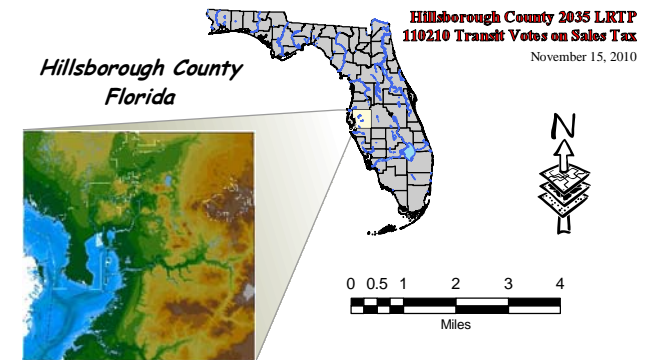 Hillsborough County 2035 LRTP
110210 Transit Votes on Sales Tax
November 15, 2010
Hillsborough County
Florida
N
0 0.5 1 2 3 4
Miles